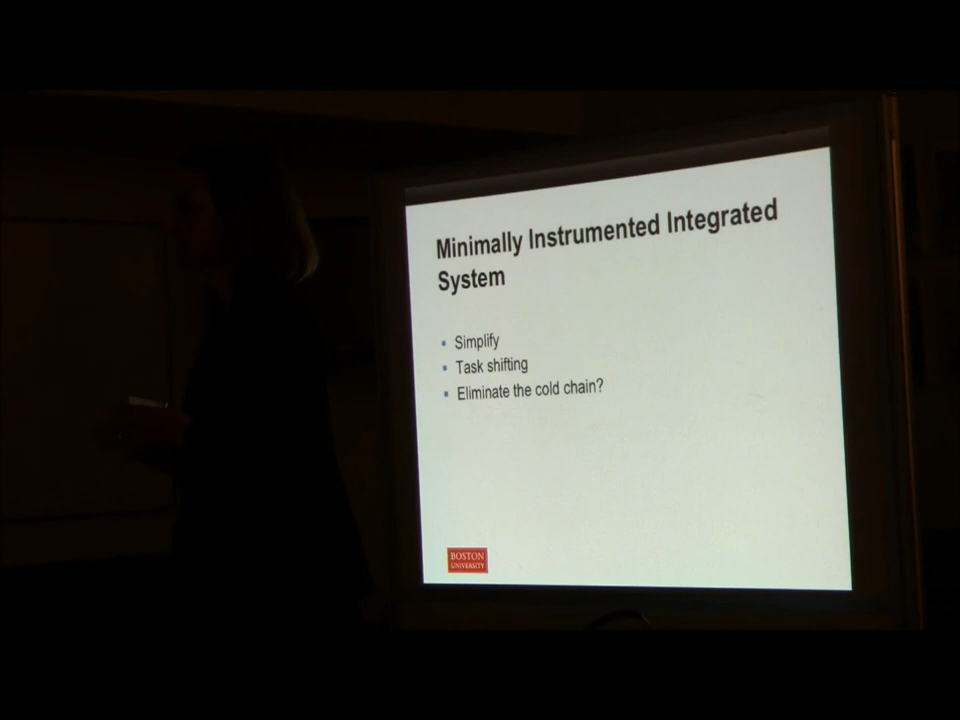 Minimally Instrumented Integrated
System
▪ Simplify
▪ Task shifting
▪ Eliminate the cold chain?
BOSTON
UNIVERSITY